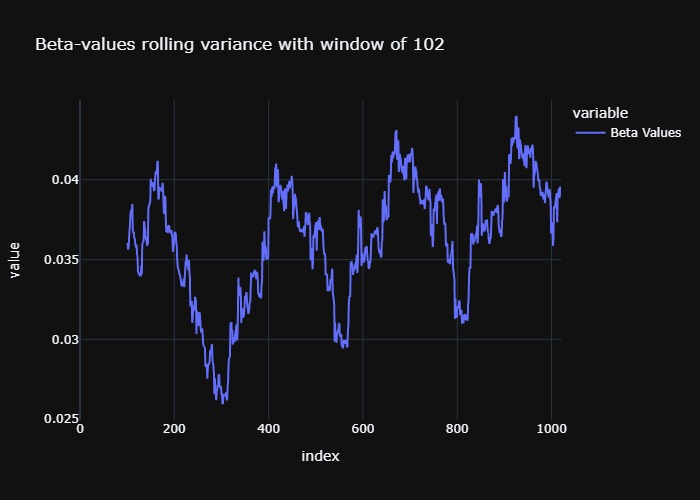 Beta-values rolling variance with window of 102
variable
Beta Values
value
0.04
0.035
0.03
0.025
0
200
400
600
800
1000
index